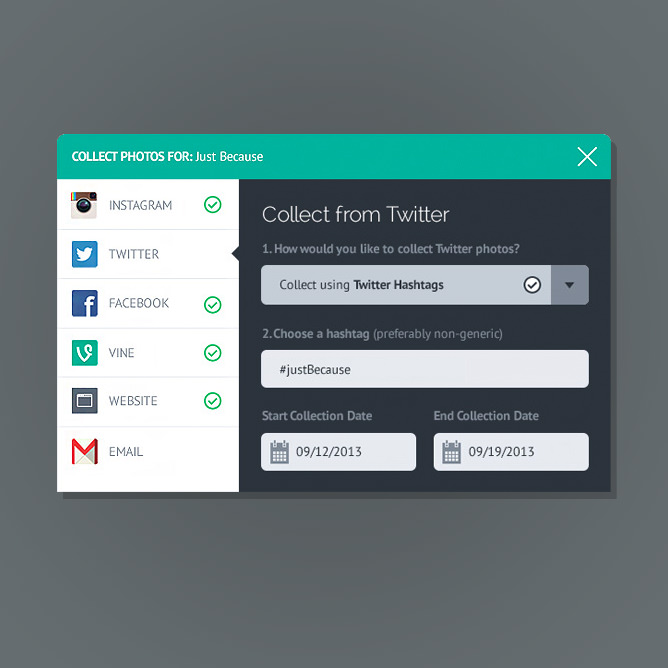 COLLECT PHOTOS FOR: Just Because
INSTAGRAM
TWITTER
FACEBOOK
VINE
WEBSITE
EMAIL
Collect from Twitter
1. How would you like to collect Twitter photos?
Collect using Twitter Hashtags
2. Choose a hashtag (preferably non-generic)
#justBecause
Start Collection Date
End Collection Date
09/12/2013
09/19/2013